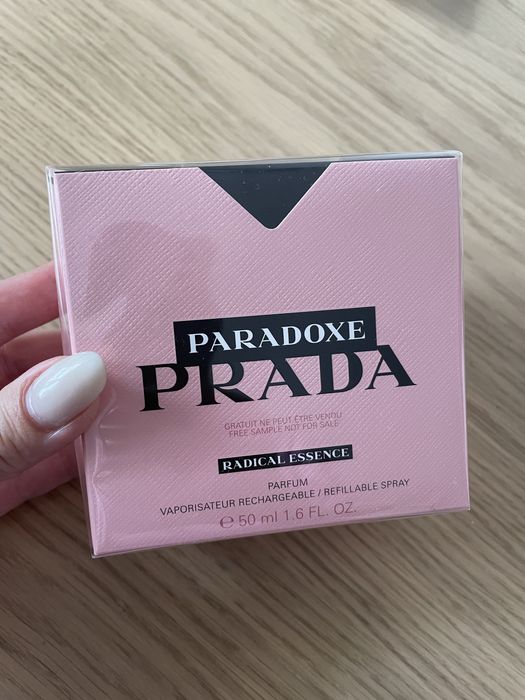 PARADOXE
PRADA
GRATUIT NE PEUT ÊTRE VENDU
FREE SAMPLE NOT FOR SALE
RADICAL ESSENCE
PARFUM
VAPORISATEUR RECHARGEABLE / REFILLABLE SPRAY
℮ 50 ml 1.6 FL. OZ.